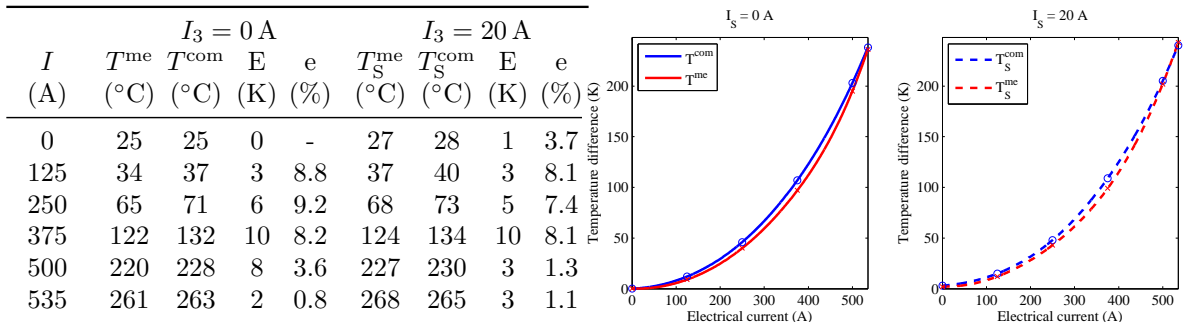 I₃ = 0 A I₃ = 20 A
I Tᵐᵉ Tᶜᵒᵐ E e T_S^me T_S^com E e
(A) (°C) (°C) (K) (%) (°C) (°C) (K) (%)
0 25 25 0 - 27 28 1 3.7
125 34 37 3 8.8 37 40 3 8.1
250 65 71 6 9.2 68 73 5 7.4
375 122 132 10 8.2 124 134 10 8.1
500 220 228 8 3.6 227 230 3 1.3
535 261 263 2 0.8 268 265 3 1.1
I_S = 0 A
Tᶜᵒᵐ
Tᵐᵉ
Temperature difference (K)
200
150
100
50
0
0 100 200 300 400 500
Electrical current (A)
I_S = 20 A
T_S^com
T_S^me
Temperature difference (K)
200
150
100
50
0
0 100 200 300 400 500
Electrical current (A)